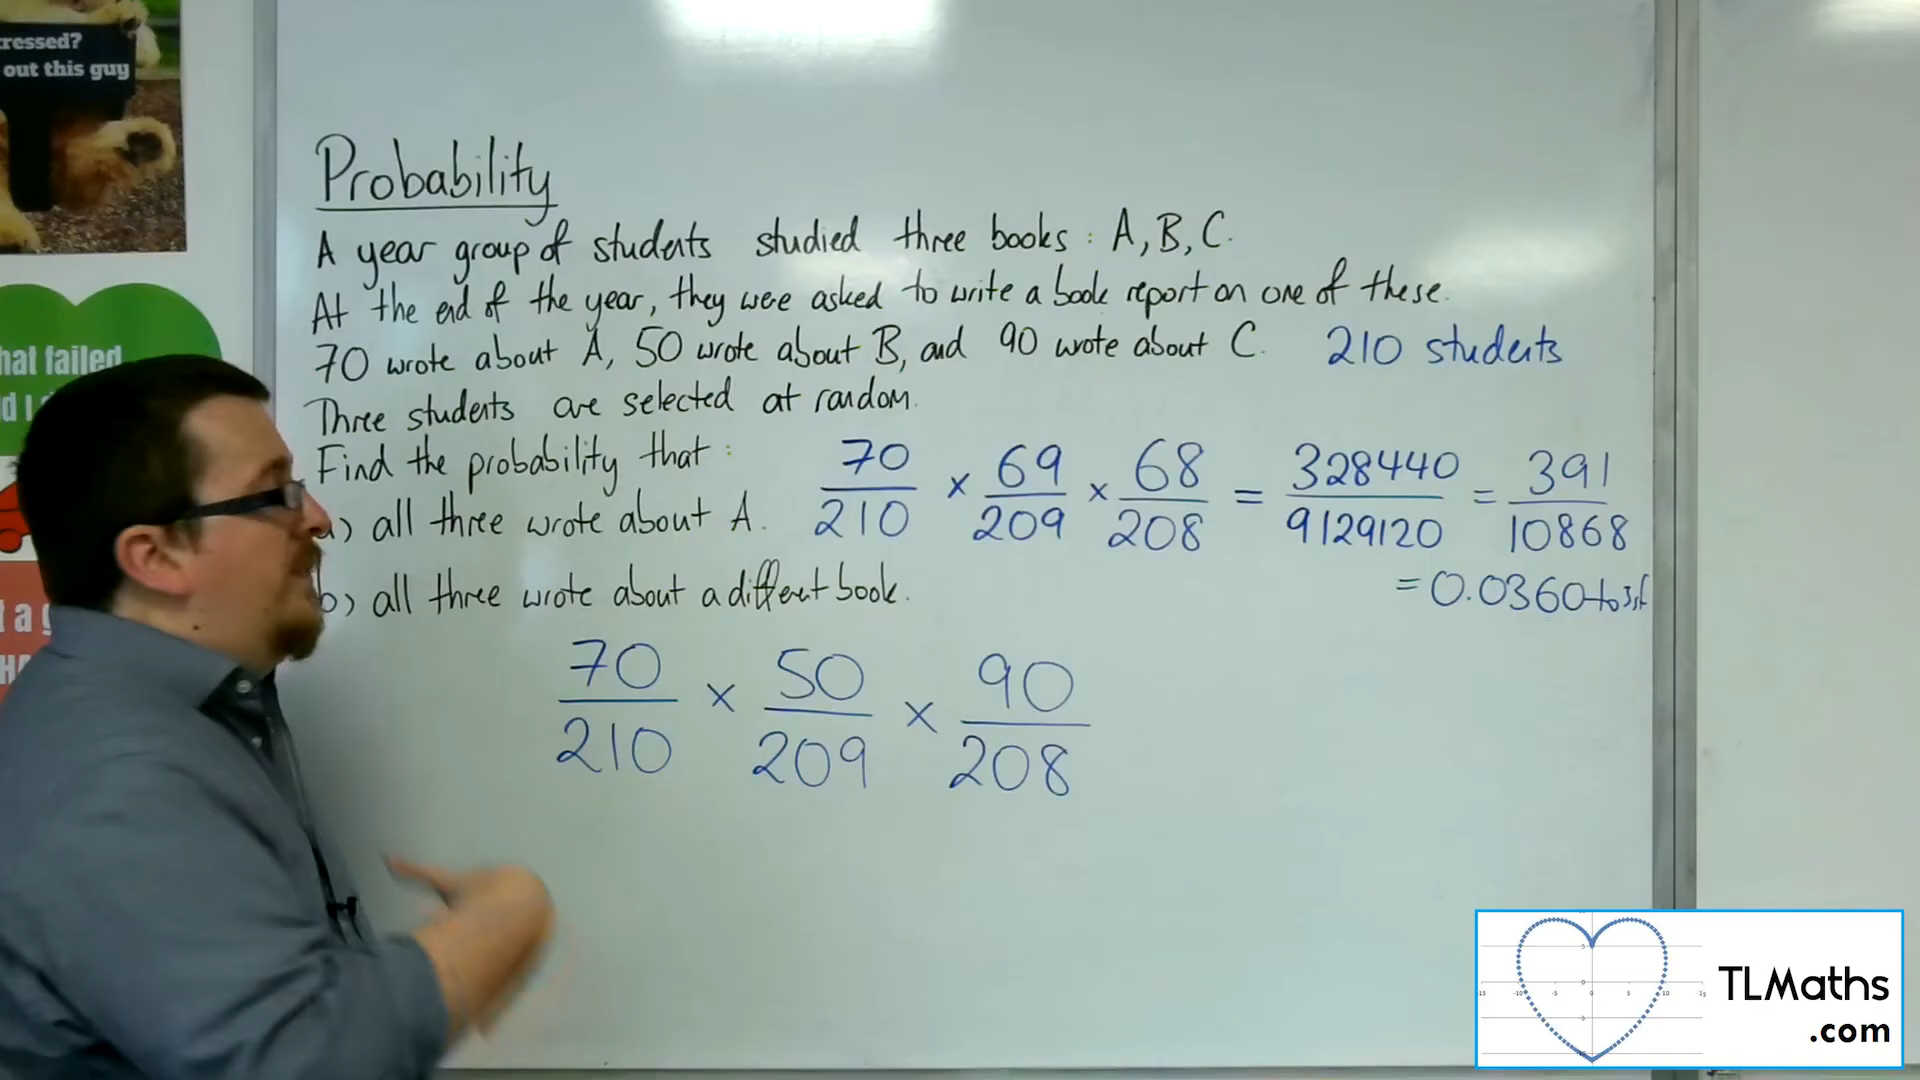 ressed?
out this guy
hat failed
d I
t a g
HA
Probability
A year group of students studied three books: A, B, C.
At the end of the year, they were asked to write a book report on one of these.
70 wrote about A, 50 wrote about B, and 90 wrote about C. 210 students
Three students are selected at random.
Find the probability that:
a) all three wrote about A. 70/210 × 69/209 × 68/208 = 328440/9129120 = 391/10868
= 0.0360 to 3sf
b) all three wrote about a different book.
70/210 × 50/209 × 90/208
TLMaths
.com